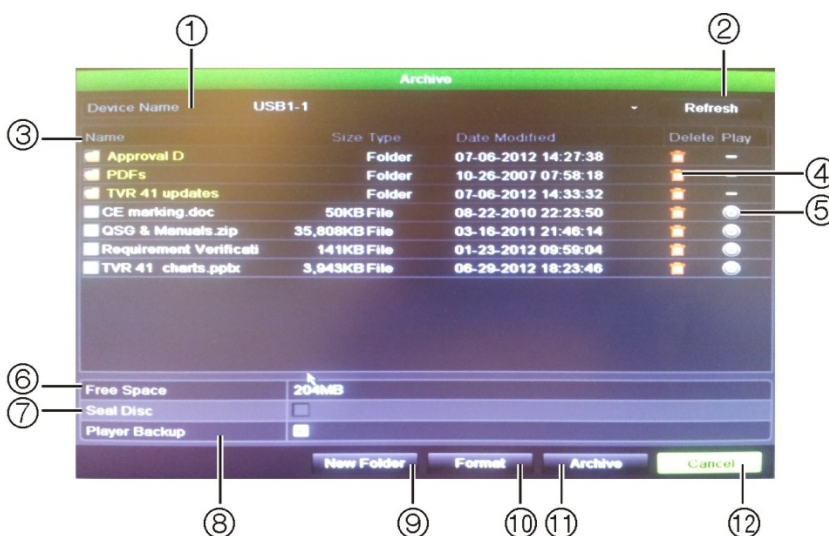 ① ②
Archive
Device Name USB1-1 Refresh
③ Name Size Type Date Modified Delete Play
Approval D Folder 07-06-2012 14:27:38 –
PDFs Folder 10-26-2007 07:58:18 – ④
TVR 41 updates Folder 07-06-2012 14:33:32 –
CE marking.doc 50KB File 08-22-2010 22:23:50 ⑤
QSG & Manuals.zip 35,808KB File 03-16-2011 21:46:14
Requirement Verificati 141KB File 01-23-2012 09:59:04
TVR 41 charts.pptx 3,943KB File 06-29-2012 18:23:46
⑥ Free Space 204MB
⑦ Seal Disc
Player Backup
New Folder Format Archive Cancel
⑧ ⑨ ⑩ ⑪ ⑫